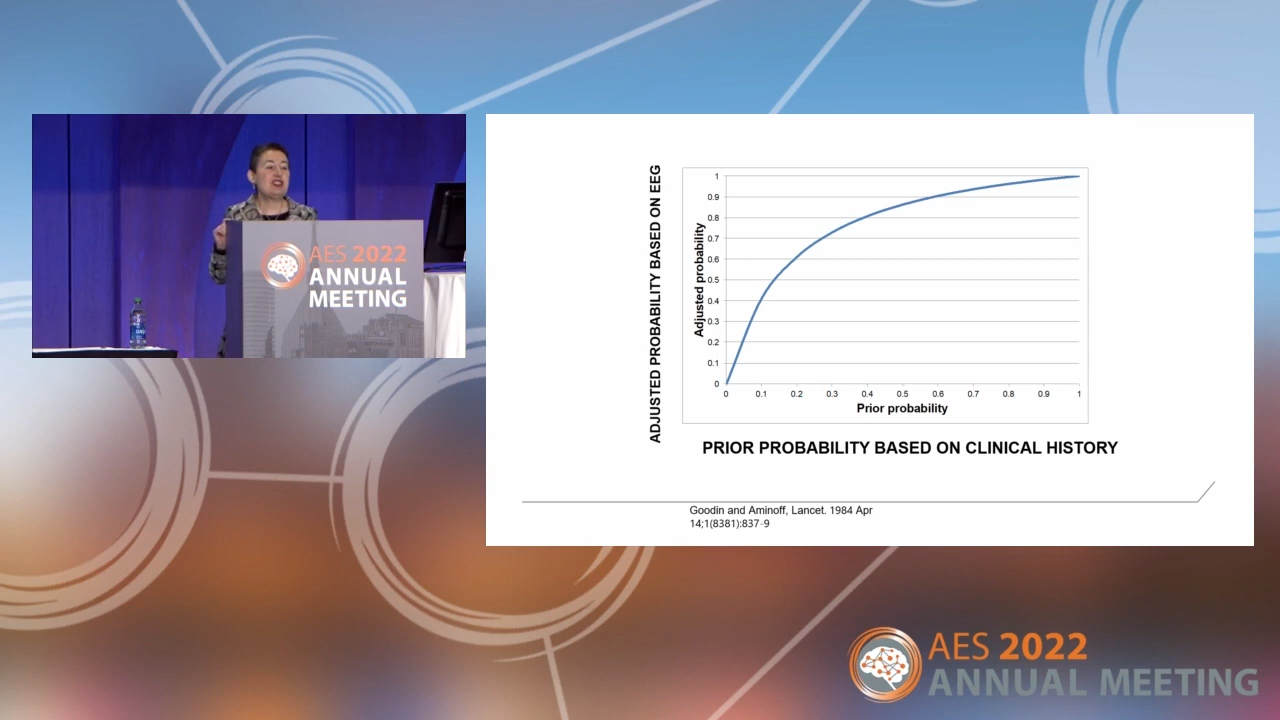 AES 2022
ANNUAL
MEETING
ADJUSTED PROBABILITY BASED ON EEG
Adjusted probability
1
0.9
0.8
0.7
0.6
0.5
0.4
0.3
0.2
0.1
0
0 0.1 0.2 0.3 0.4 0.5 0.6 0.7 0.8 0.9 1
Prior probability
PRIOR PROBABILITY BASED ON CLINICAL HISTORY
Goodin and Aminoff, Lancet. 1984 Apr
14;1(8381):837-9
AES 2022
ANNUAL MEETING